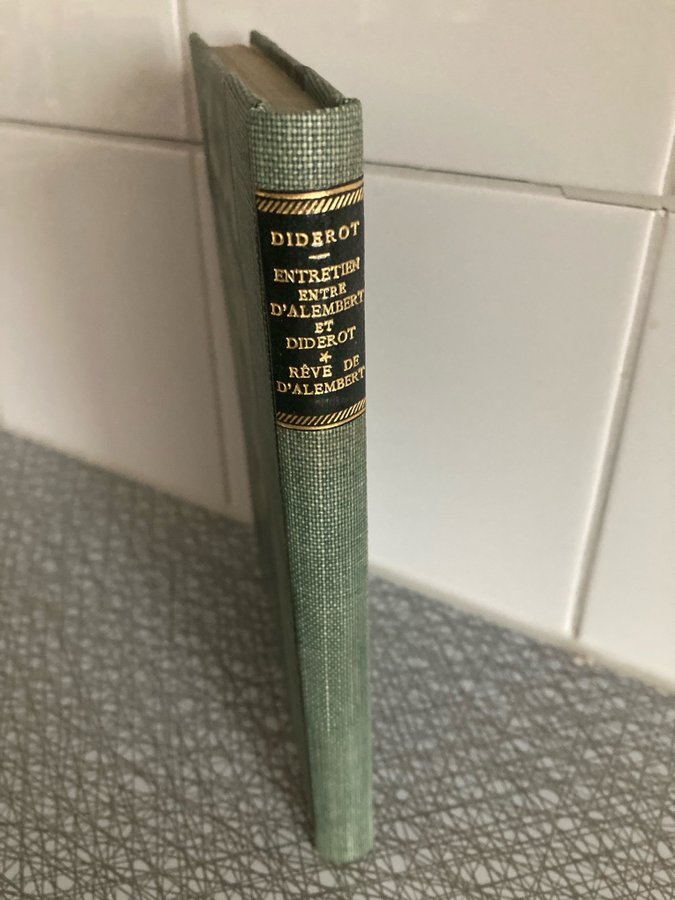 DIDEROT
ENTRETIEN
ENTRE
D'ALEMBERT
ET
DIDEROT
*
RÊVE DE
D'ALEMBERT